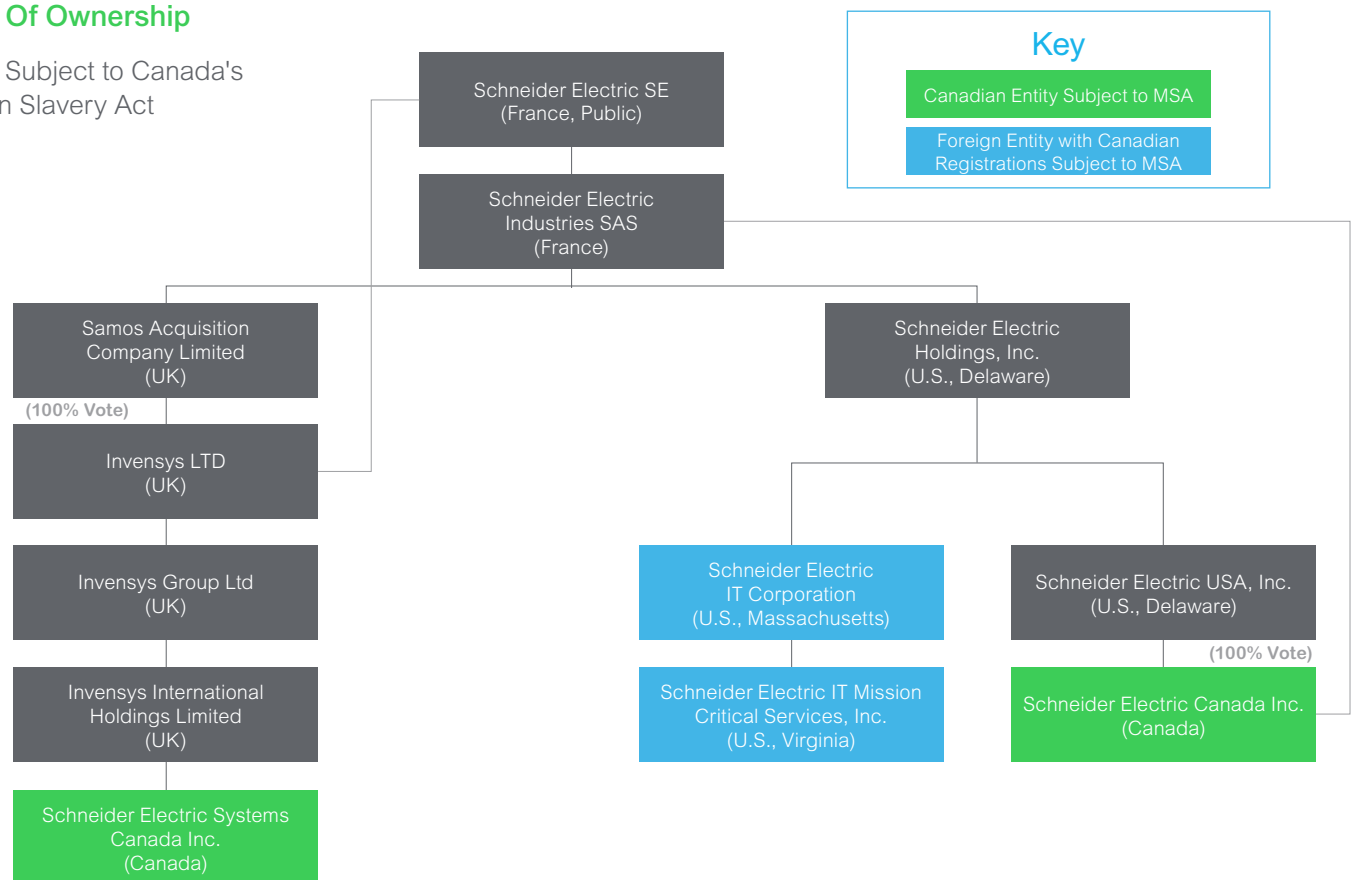 Of Ownership
Subject to Canada's
n Slavery Act
Key
Canadian Entity Subject to MSA
Foreign Entity with Canadian
Registrations Subject to MSA
Schneider Electric SE
(France, Public)
Schneider Electric
Industries SAS
(France)
Samos Acquisition
Company Limited
(UK)
(100% Vote)
Invensys LTD
(UK)
Invensys Group Ltd
(UK)
Invensys International
Holdings Limited
(UK)
Schneider Electric Systems
Canada Inc.
(Canada)
Schneider Electric
Holdings, Inc.
(U.S., Delaware)
Schneider Electric
IT Corporation
(U.S., Massachusetts)
Schneider Electric IT Mission
Critical Services, Inc.
(U.S., Virginia)
Schneider Electric USA, Inc.
(U.S., Delaware)
(100% Vote)
Schneider Electric Canada Inc.
(Canada)